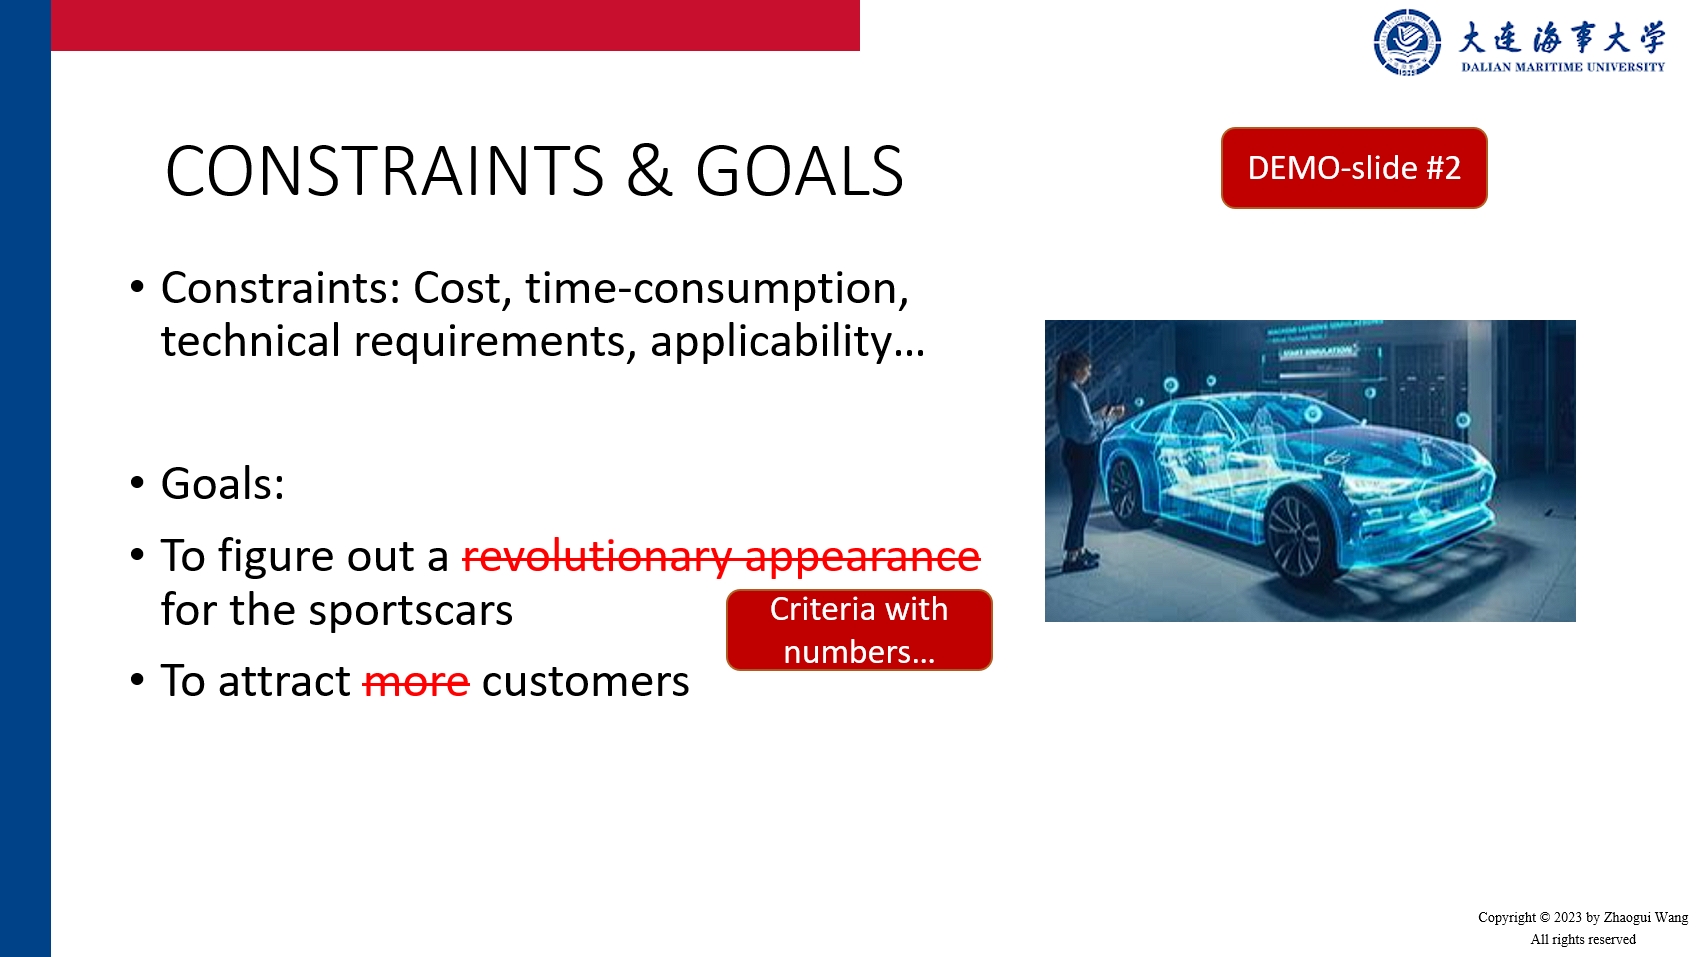 大连海事大学
DALIAN MARITIME UNIVERSITY
CONSTRAINTS & GOALS
DEMO-slide #2
• Constraints: Cost, time-consumption,
technical requirements, applicability…
• Goals:
• To figure out a revolutionary appearance
for the sportscars
Criteria with
numbers…
• To attract more customers
START SIMULATION
Copyright © 2023 by Zhaogui Wang
All rights reserved